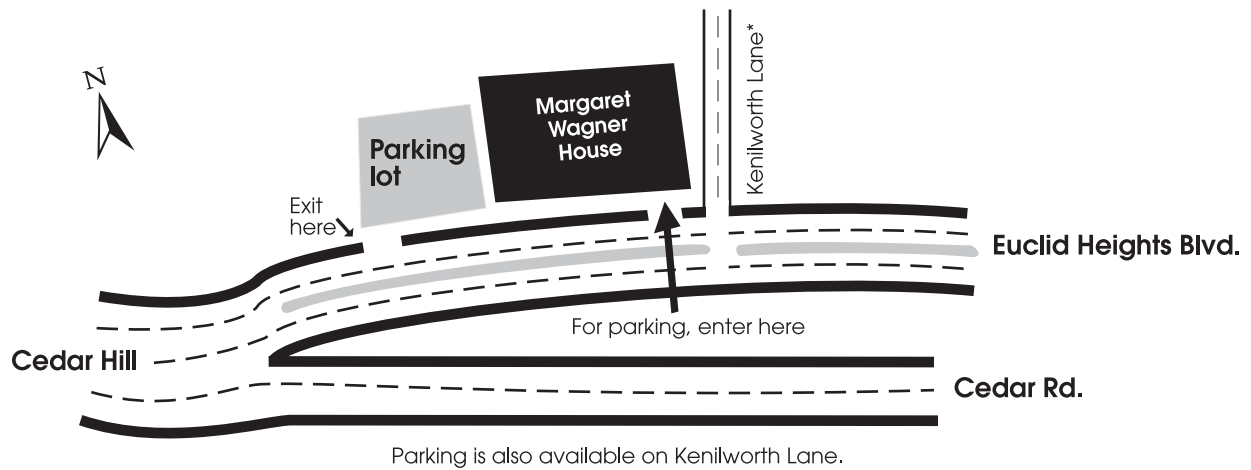 N
Kenilworth Lane*
Margaret
Wagner
House
Parking
lot
Exit
here
Euclid Heights Blvd.
For parking, enter here
Cedar Hill
Cedar Rd.
Parking is also available on Kenilworth Lane.